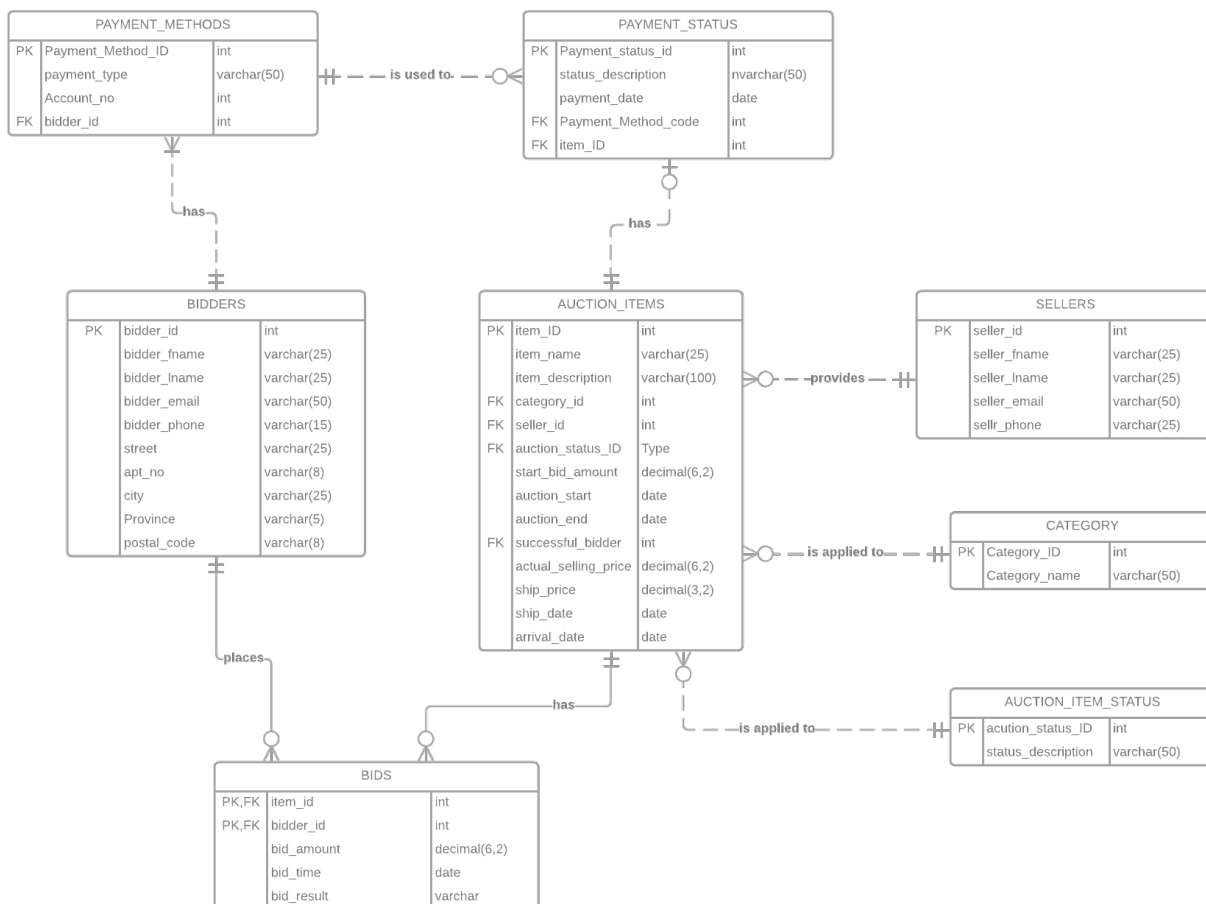 PAYMENT_METHODS
PK Payment_Method_ID int
payment_type varchar(50)
Account_no int
FK bidder_id int
is used to
PAYMENT_STATUS
PK Payment_status_id int
status_description nvarchar(50)
payment_date date
FK Payment_Method_code int
FK item_ID int
has
has
BIDDERS
PK bidder_id int
bidder_fname varchar(25)
bidder_lname varchar(25)
bidder_email varchar(50)
bidder_phone varchar(15)
street varchar(25)
apt_no varchar(8)
city varchar(25)
Province varchar(5)
postal_code varchar(8)
AUCTION_ITEMS
PK item_ID int
item_name varchar(25)
item_description varchar(100)
FK category_id int
FK seller_id int
FK auction_status_ID Type
start_bid_amount decimal(6,2)
auction_start date
auction_end date
FK successful_bidder int
actual_selling_price decimal(6,2)
ship_price decimal(3,2)
ship_date date
arrival_date date
provides
SELLERS
PK seller_id int
seller_fname varchar(25)
seller_lname varchar(25)
seller_email varchar(50)
sellr_phone varchar(25)
is applied to
CATEGORY
PK Category_ID int
Category_name varchar(50)
places
has
is applied to
AUCTION_ITEM_STATUS
PK acution_status_ID int
status_description varchar(50)
BIDS
PK,FK item_id int
PK,FK bidder_id int
bid_amount decimal(6,2)
bid_time date
bid_result varchar